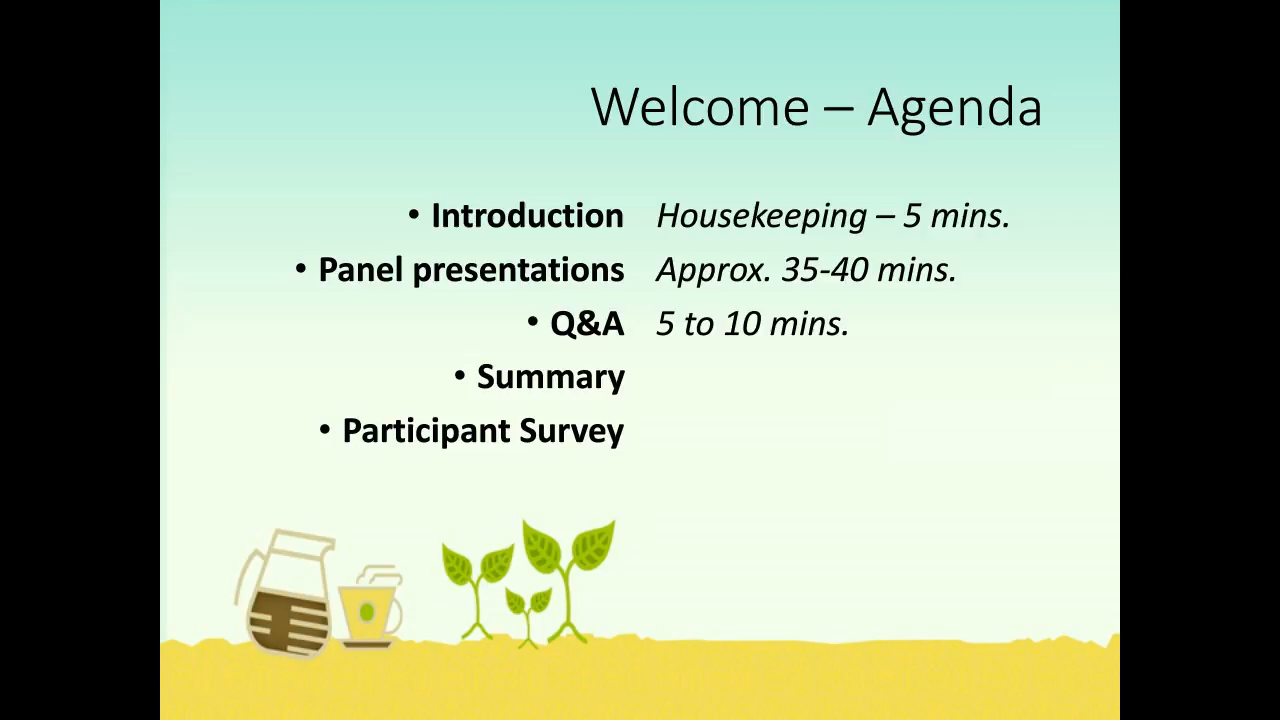 Welcome – Agenda
• Introduction Housekeeping – 5 mins.
• Panel presentations Approx. 35-40 mins.
• Q&A 5 to 10 mins.
• Summary
• Participant Survey